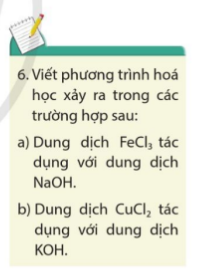 6. Viết phương trình hoá
học xảy ra trong các
trường hợp sau:
a) Dung dịch FeCl₃ tác
dụng với dung dịch
NaOH.
b) Dung dịch CuCl₂ tác
dụng với dung dịch
KOH.